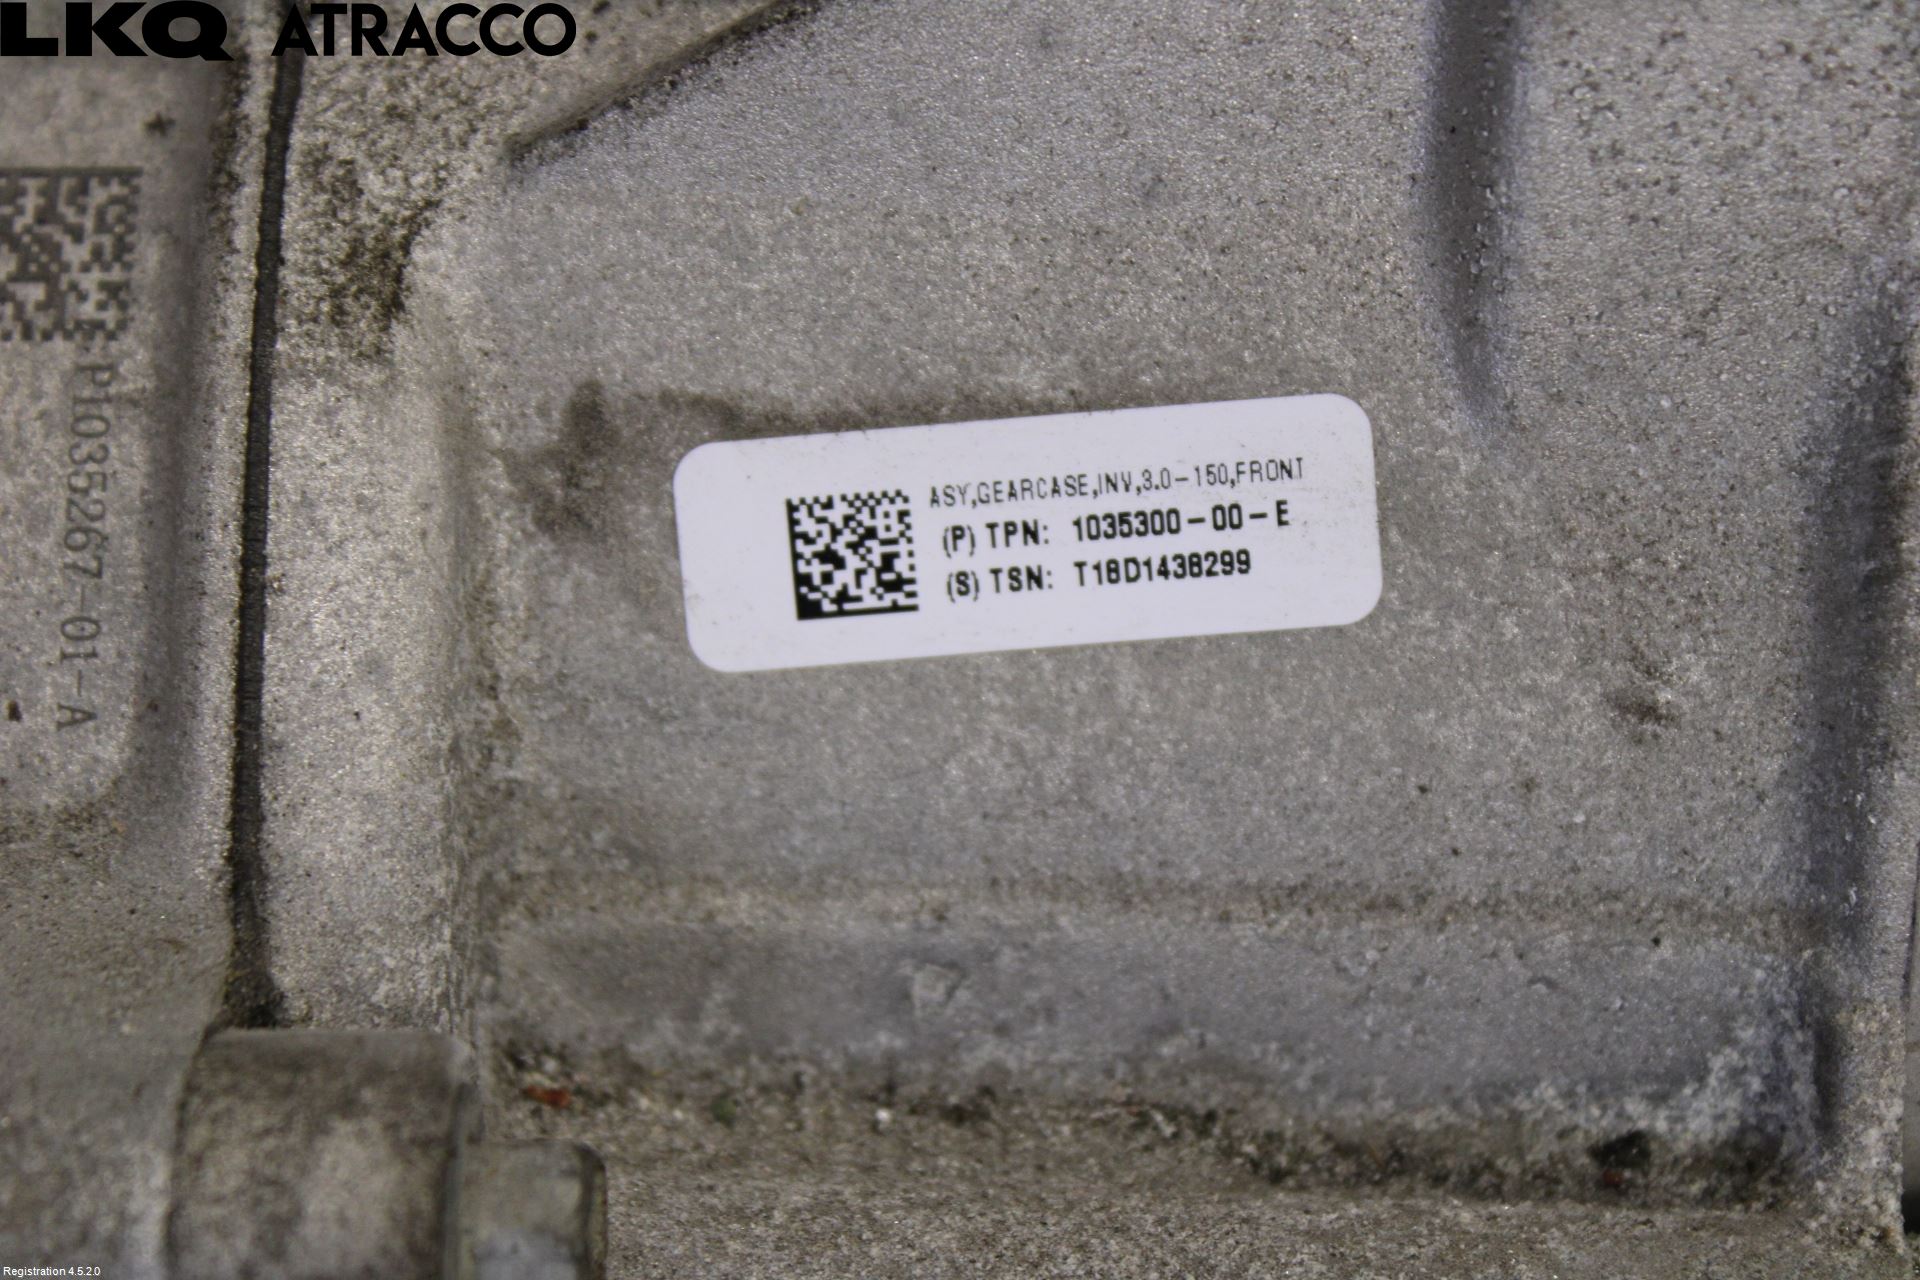 LKQ ATRACCO
P1035267-01-A
ASY,GEARCASE,INV,3.0-150,FRONT
(P) TPN: 1035300-00-E
(S) TSN: T18D1438299
Registration 4.5.2.0